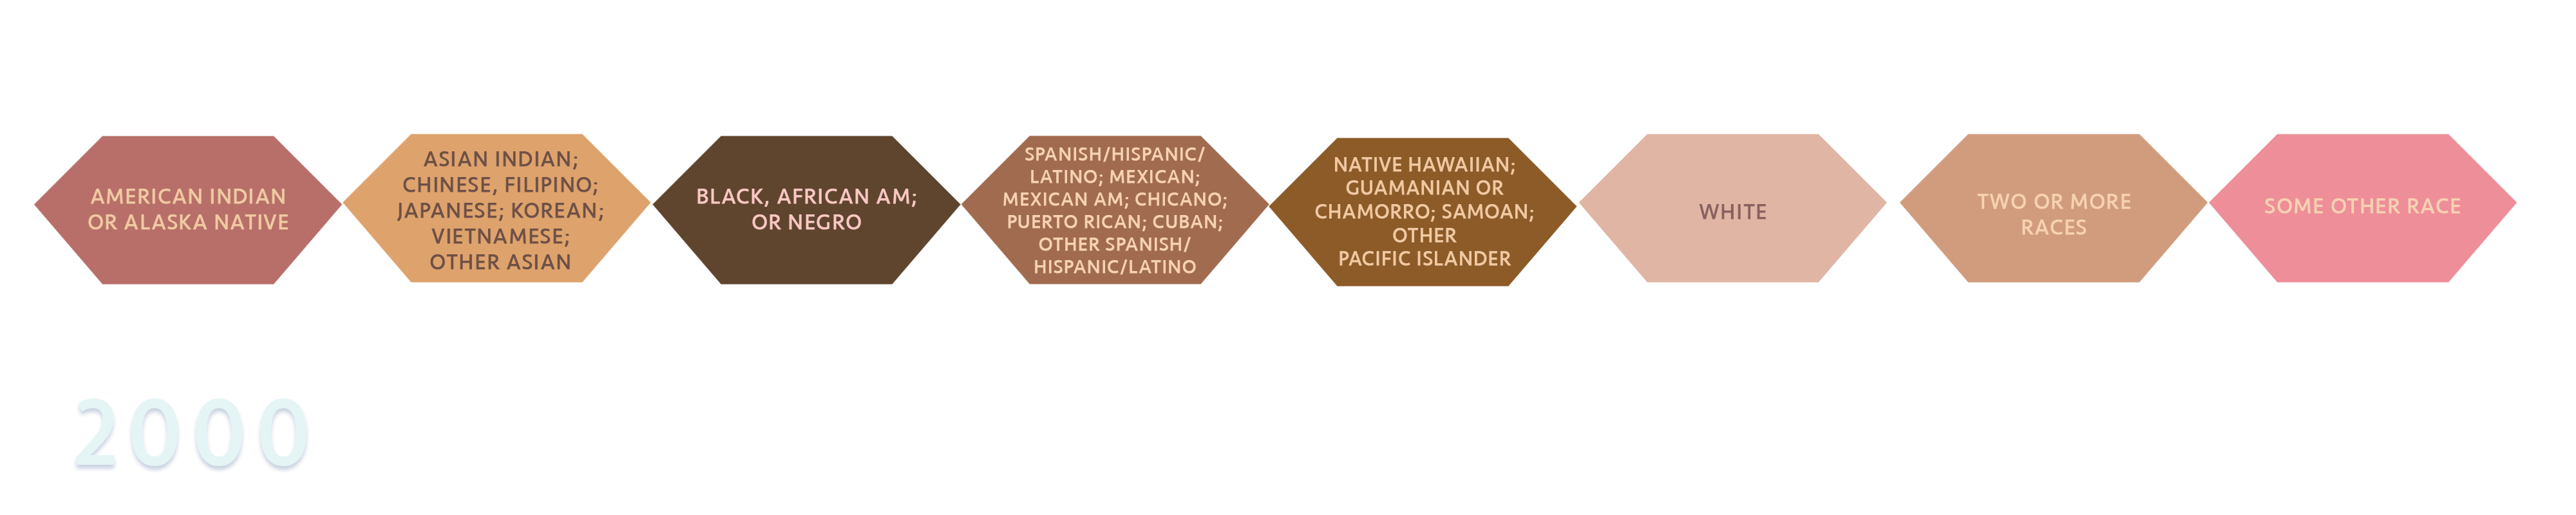 AMERICAN INDIAN
OR ALASKA NATIVE
ASIAN INDIAN;
CHINESE, FILIPINO;
JAPANESE; KOREAN;
VIETNAMESE;
OTHER ASIAN
BLACK, AFRICAN AM;
OR NEGRO
SPANISH/HISPANIC/
LATINO; MEXICAN;
MEXICAN AM; CHICANO;
PUERTO RICAN; CUBAN;
OTHER SPANISH/
HISPANIC/LATINO
NATIVE HAWAIIAN;
GUAMANIAN OR
CHAMORRO; SAMOAN;
OTHER
PACIFIC ISLANDER
WHITE
TWO OR MORE
RACES
SOME OTHER RACE
2000